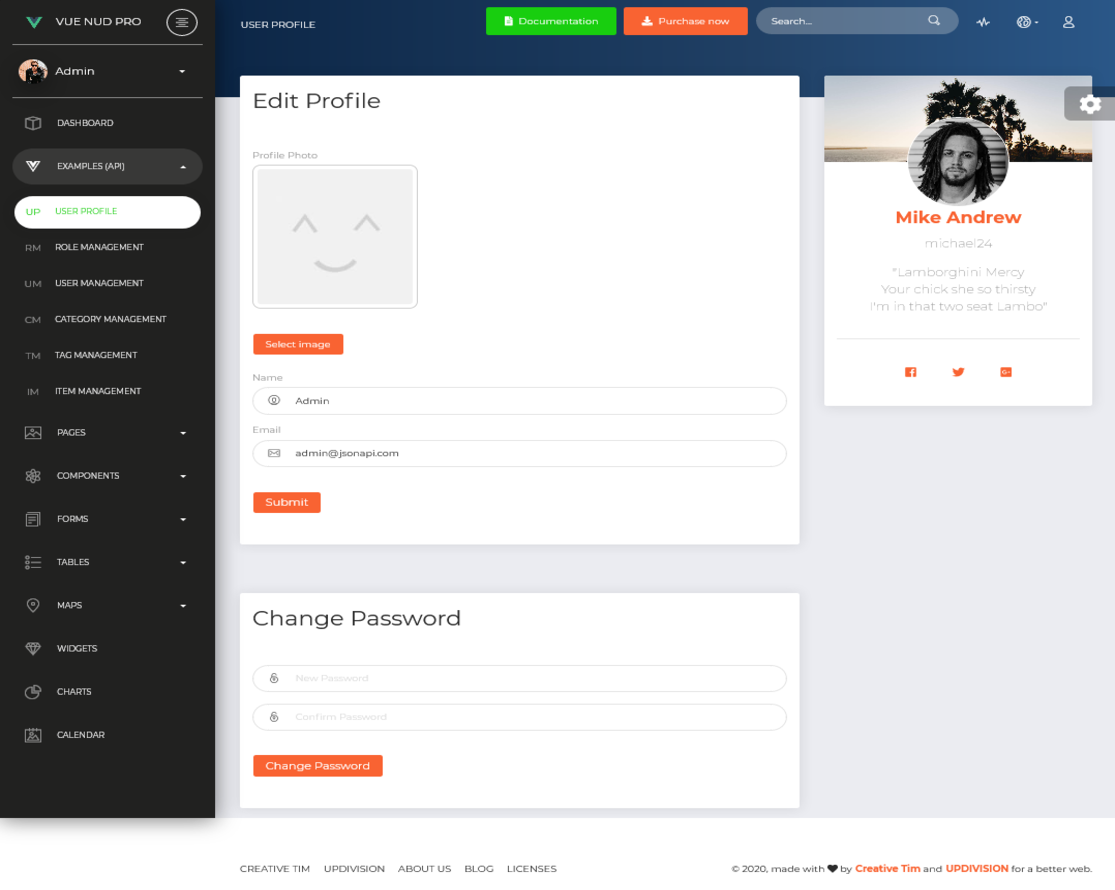 VUE NUD PRO
Admin
DASHBOARD
EXAMPLES (API)
UP USER PROFILE
RM ROLE MANAGEMENT
UM USER MANAGEMENT
CM CATEGORY MANAGEMENT
TM TAG MANAGEMENT
IM ITEM MANAGEMENT
PAGES
COMPONENTS
FORMS
TABLES
MAPS
WIDGETS
CHARTS
CALENDAR
USER PROFILE
Documentation
Purchase now
Search...
Edit Profile
Profile Photo
Select image
Name
Admin
Email
admin@jsonapi.com
Submit
Change Password
New Password
Confirm Password
Change Password
Mike Andrew
michael24
"Lamborghini Mercy
Your chick she so thirsty
I'm in that two seat Lambo"
CREATIVE TIM UPDIVISION ABOUT US BLOG LICENSES
© 2020, made with ♥ by Creative Tim and UPDIVISION for a better web.